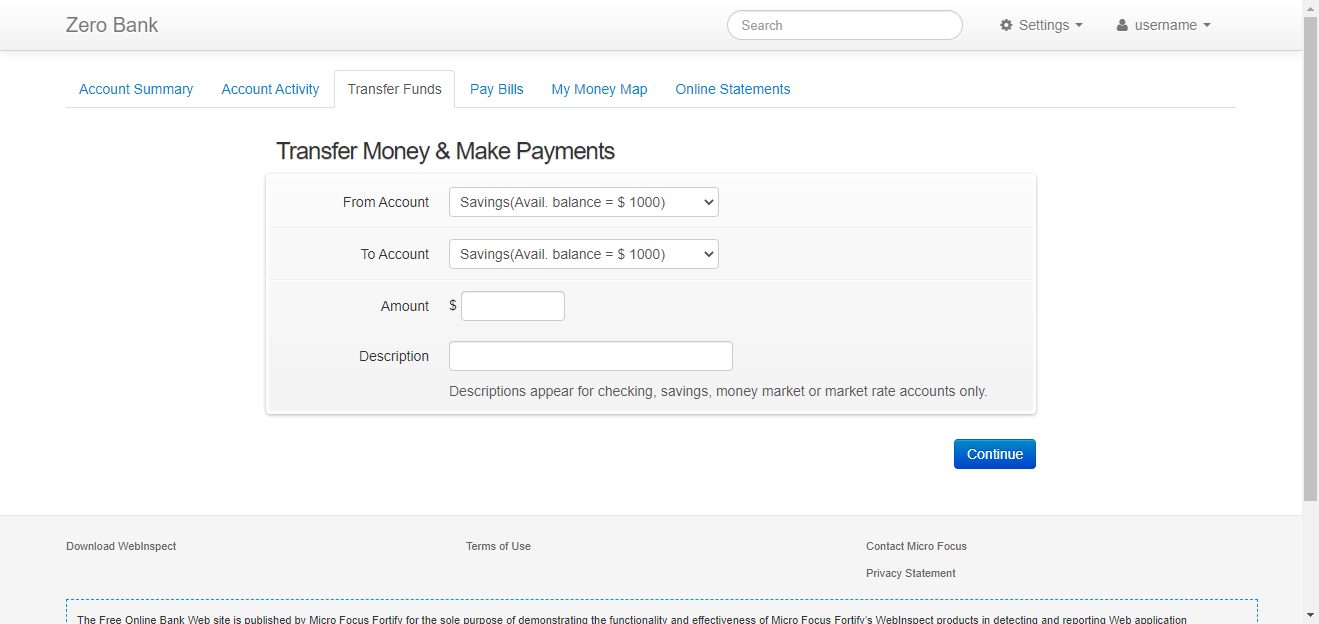 Zero Bank Search Settings username
Account Summary Account Activity Transfer Funds Pay Bills My Money Map Online Statements
Transfer Money & Make Payments
From Account Savings(Avail. balance = $ 1000)
To Account Savings(Avail. balance = $ 1000)
Amount $
Description
Descriptions appear for checking, savings, money market or market rate accounts only.
Continue
Download WebInspect Terms of Use Contact Micro Focus
Privacy Statement
The Free Online Bank Web site is published by Micro Focus Fortify for the sole purpose of demonstrating the functionality and effectiveness of Micro Focus Fortify's WebInspect products in detecting and reporting Web application